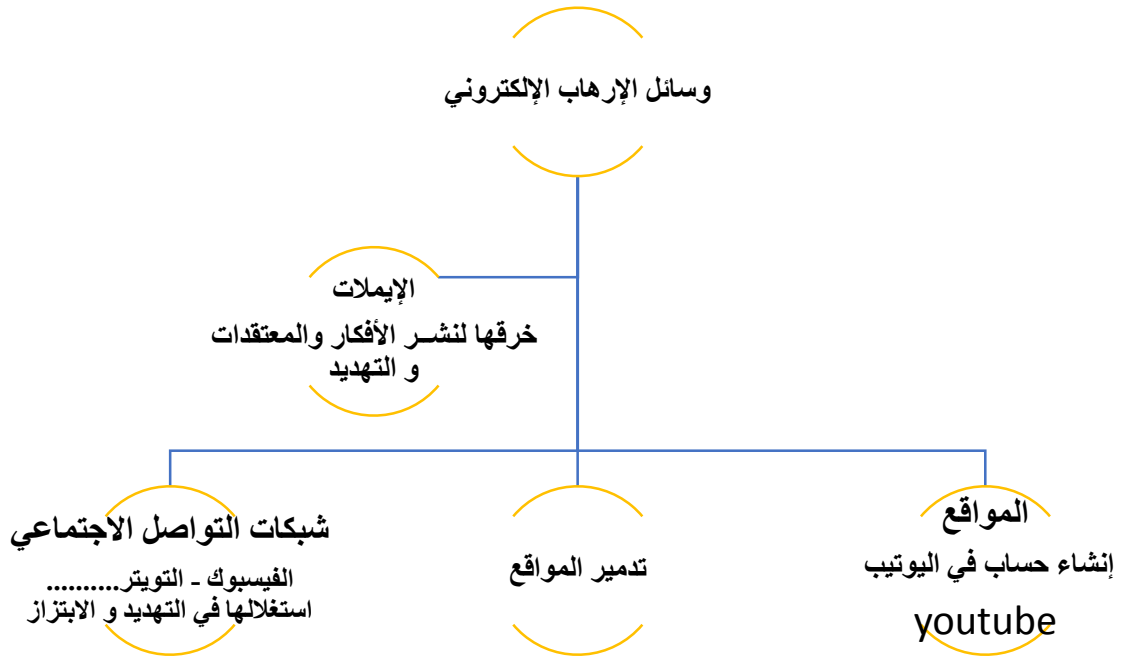 وسائل الإرهاب الإلكتروني
الإيملات
خرقها لنشر الأفكار والمعتقدات
و التهديد
المواقع
إنشاء حساب في اليوتيب
youtube
تدمير المواقع
شبكات التواصل الاجتماعي
الفيسبوك - التويتر..........
استغلالها في التهديد و الابتزاز